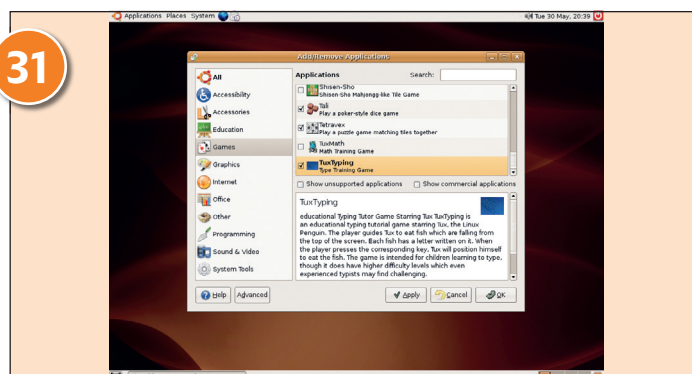 31
Applications Places System
Tue 30 May, 20:39
Add/Remove Applications
All
Accessibility
Accessories
Education
Games
Graphics
Internet
Office
Other
Programming
Sound & Video
System Tools
Applications
Search:
Shisen-Sho
Shisen-Sho Mahjongg-like Tile Game
Tali
Play a poker-style dice game
Tetravex
Play a puzzle game matching tiles together
TuxMath
Math Training Game
TuxTyping
Type Training Game
Show unsupported applications
Show commercial applications
TuxTyping
educational Typing Tutor Game Starring Tux TuxTyping is
an educational typing tutorial game starring Tux, the Linux
Penguin. The player guides Tux to eat fish which are falling from
the top of the screen. Each fish has a letter written on it. When
the player presses the corresponding key, Tux will position himself
to eat the fish. The game is intended for children learning to type,
though it does have higher difficulty levels which even
experienced typists may find challenging.
Help
Advanced
Apply
Cancel
OK